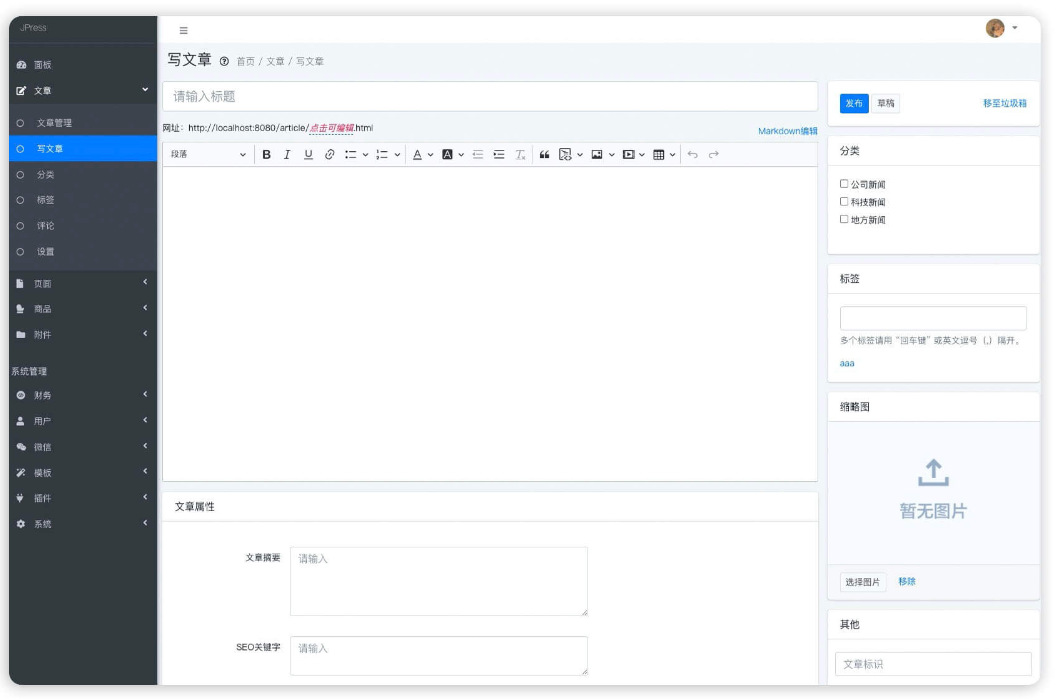 JPress
面板
文章
文章管理
写文章
分类
标签
评论
设置
页面
商品
附件
系统管理
财务
用户
微信
模板
插件
系统
写文章 首页 / 文章 / 写文章
请输入标题
网址: http://localhost:8080/article/点击可编辑.html
Markdown编辑
段落
文章属性
文章摘要 请输入
SEO关键字 请输入
发布 草稿 移至垃圾箱
分类
公司新闻
科技新闻
地方新闻
标签
多个标签请用“回车键”或英文逗号（,）隔开。
aaa
缩略图
暂无图片
选择图片 移除
其他
文章标识